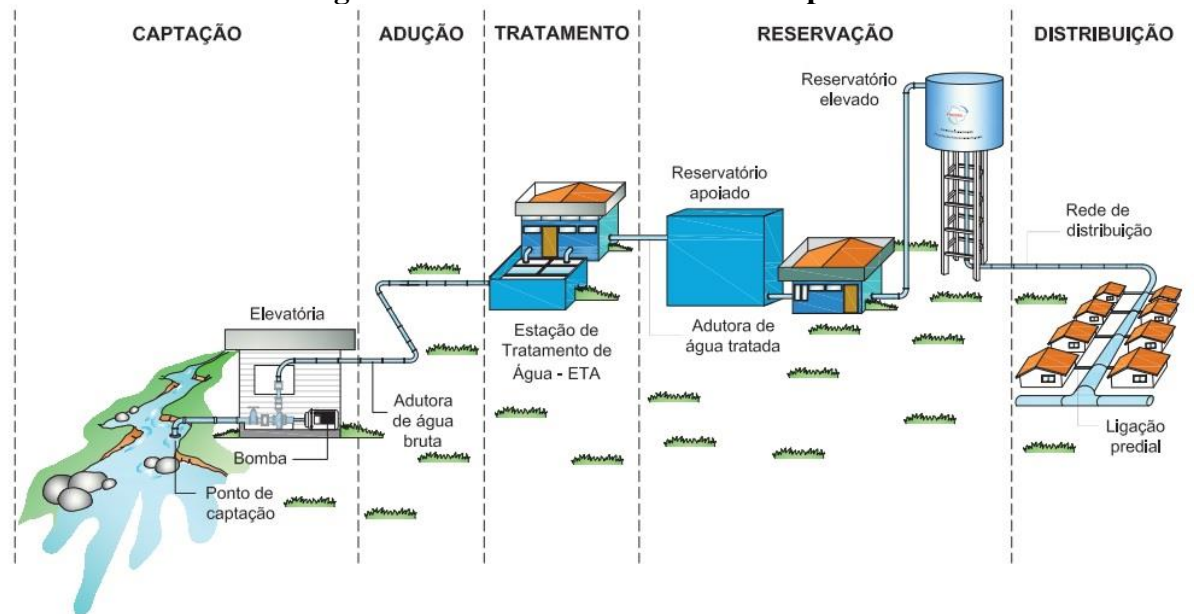 CAPTAÇÃO
ADUÇÃO
TRATAMENTO
RESERVAÇÃO
DISTRIBUIÇÃO
Reservatório
elevado
Reservatório
apoiado
Rede de
distribuição
Elevatória
Estação de
Tratamento de
Água - ETA
Adutora de
água tratada
Adutora
de água
bruta
Bomba
Ponto de
captação
Ligação
predial